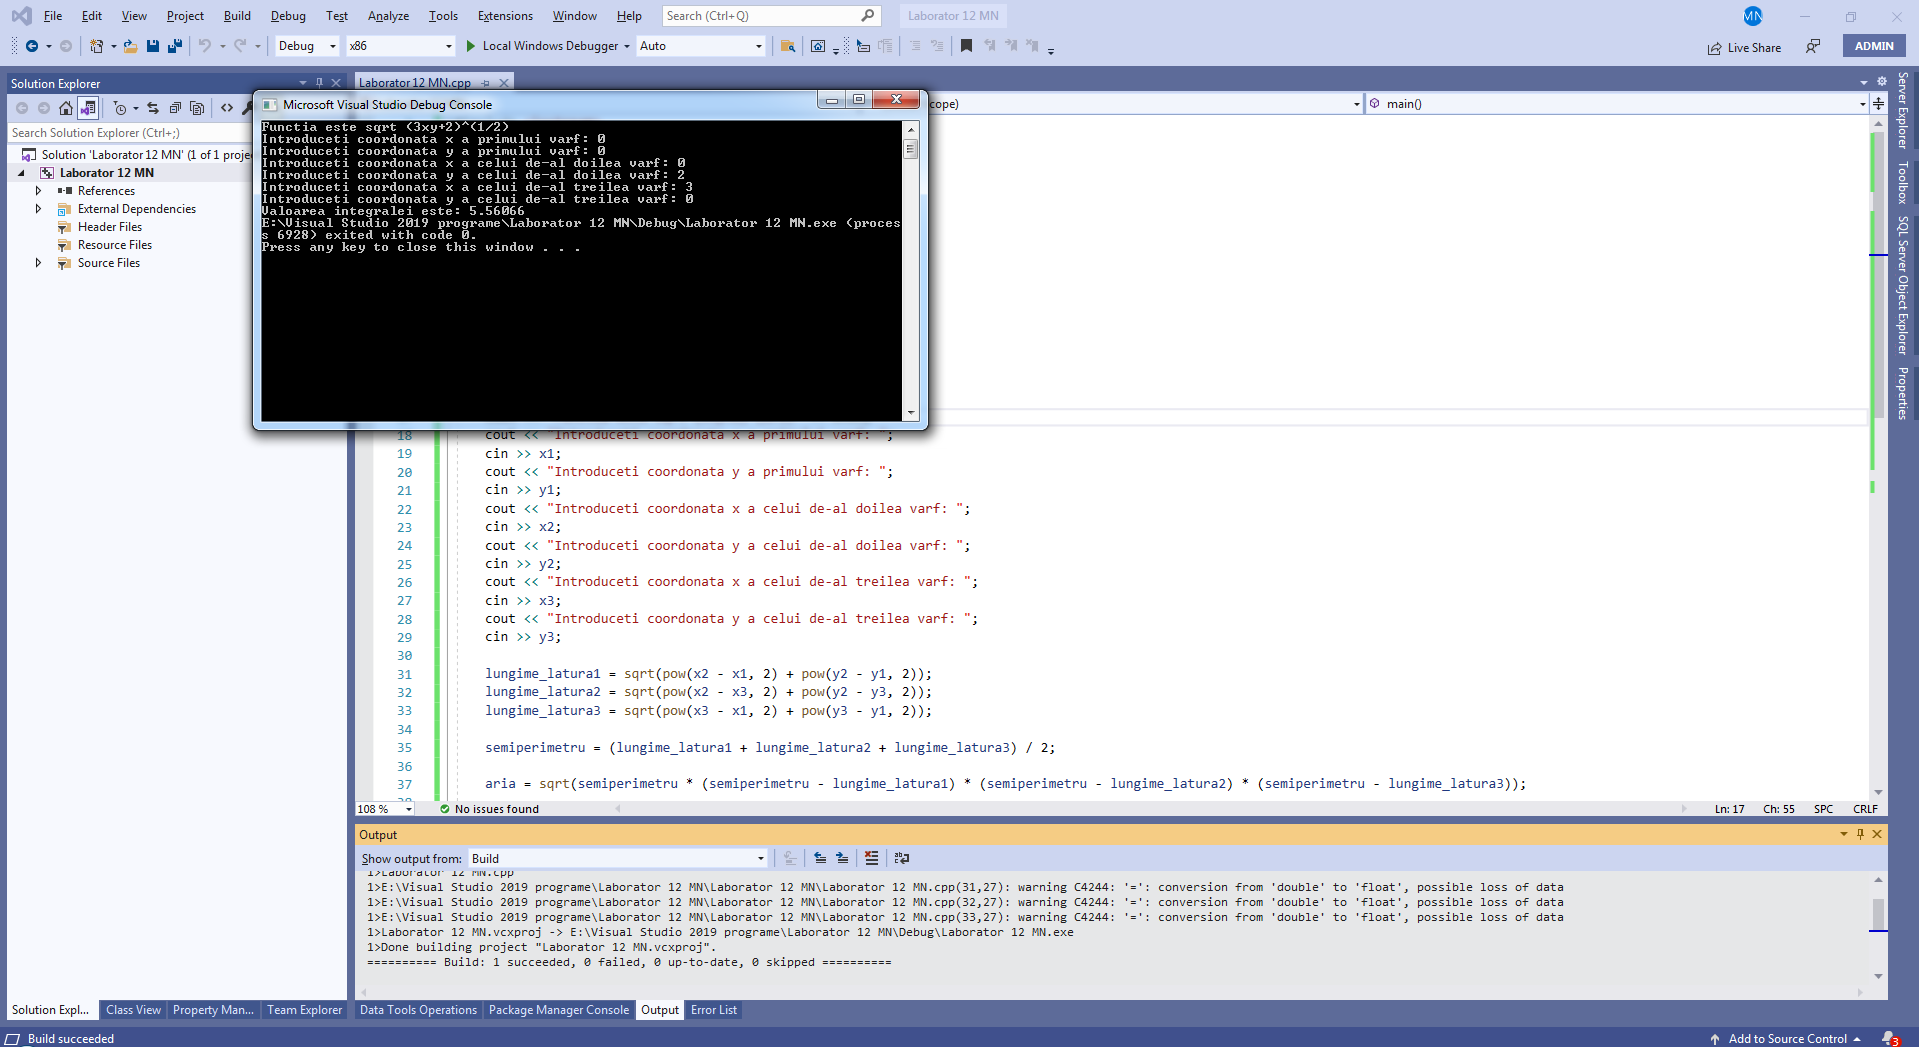 File Edit View Project Build Debug Test Analyze Tools Extensions Window Help Search (Ctrl+Q) Laborator 12 MN MN
Debug x86 Local Windows Debugger Auto Live Share ADMIN
Solution Explorer
Search Solution Explorer (Ctrl+;)
Solution 'Laborator 12 MN' (1 of 1 proje
Laborator 12 MN
References
External Dependencies
Header Files
Resource Files
Source Files
Laborator 12 MN.cpp
cope) main()
Microsoft Visual Studio Debug Console
Functia este sqrt (3xy+2)^(1/2)
Introduceti coordonata x a primului varf: 0
Introduceti coordonata y a primului varf: 0
Introduceti coordonata x a celui de-al doilea varf: 0
Introduceti coordonata y a celui de-al doilea varf: 2
Introduceti coordonata x a celui de-al treilea varf: 3
Introduceti coordonata y a celui de-al treilea varf: 0
Valoarea integralei este: 5.56066
E:\Visual Studio 2019 programe\Laborator 12 MN\Debug\Laborator 12 MN.exe (proces
s 6928) exited with code 0.
Press any key to close this window . . .
18 cout << "Introduceti coordonata x a primului varf: ";
19 cin >> x1;
20 cout << "Introduceti coordonata y a primului varf: ";
21 cin >> y1;
22 cout << "Introduceti coordonata x a celui de-al doilea varf: ";
23 cin >> x2;
24 cout << "Introduceti coordonata y a celui de-al doilea varf: ";
25 cin >> y2;
26 cout << "Introduceti coordonata x a celui de-al treilea varf: ";
27 cin >> x3;
28 cout << "Introduceti coordonata y a celui de-al treilea varf: ";
29 cin >> y3;
30
31 lungime_latura1 = sqrt(pow(x2 - x1, 2) + pow(y2 - y1, 2));
32 lungime_latura2 = sqrt(pow(x2 - x3, 2) + pow(y2 - y3, 2));
33 lungime_latura3 = sqrt(pow(x3 - x1, 2) + pow(y3 - y1, 2));
34
35 semiperimetru = (lungime_latura1 + lungime_latura2 + lungime_latura3) / 2;
36
37 aria = sqrt(semiperimetru * (semiperimetru - lungime_latura1) * (semiperimetru - lungime_latura2) * (semiperimetru - lungime_latura3));
38
108 % No issues found Ln: 17 Ch: 55 SPC CRLF
Output
Show output from: Build
1>Laborator 12 MN.cpp
1>E:\Visual Studio 2019 programe\Laborator 12 MN\Laborator 12 MN\Laborator 12 MN.cpp(31,27): warning C4244: '=': conversion from 'double' to 'float', possible loss of data
1>E:\Visual Studio 2019 programe\Laborator 12 MN\Laborator 12 MN\Laborator 12 MN.cpp(32,27): warning C4244: '=': conversion from 'double' to 'float', possible loss of data
1>E:\Visual Studio 2019 programe\Laborator 12 MN\Laborator 12 MN\Laborator 12 MN.cpp(33,27): warning C4244: '=': conversion from 'double' to 'float', possible loss of data
1>Laborator 12 MN.vcxproj -> E:\Visual Studio 2019 programe\Laborator 12 MN\Debug\Laborator 12 MN.exe
1>Done building project "Laborator 12 MN.vcxproj".
========== Build: 1 succeeded, 0 failed, 0 up-to-date, 0 skipped ==========
Solution Expl... Class View Property Man... Team Explorer Data Tools Operations Package Manager Console Output Error List
Server Explorer
Toolbox
SQL Server Object Explorer
Properties
Build succeeded Add to Source Control 3